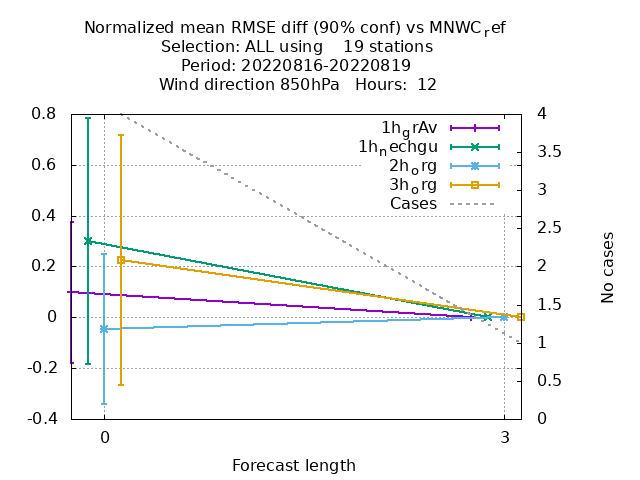 Normalized mean RMSE diff (90% conf) vs MNWC_ref
Selection: ALL using    19 stations
Period: 20220816-20220819
Wind direction 850hPa   Hours:  12
0.8
0.6
0.4
0.2
0
-0.2
-0.4
4
3.5
3
2.5
2
1.5
1
0.5
0
1h_grAv
1h_nechgu
2h_org
3h_org
Cases
No cases
0
3
Forecast length